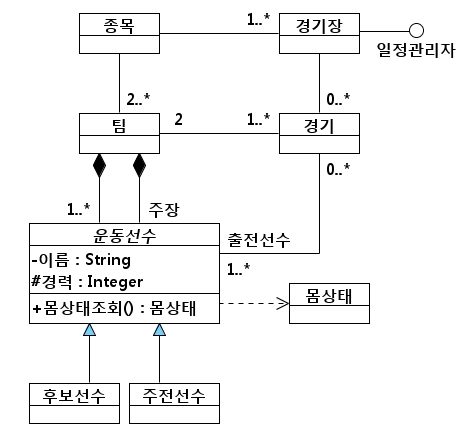 종목
1..*
경기장
일정관리자
2..*
0..*
팀
2
1..*
경기
0..*
1..*
주장
운동선수
출전선수
-이름 : String
#경력 : Integer
1..*
+몸상태조회() : 몸상태
몸상태
후보선수
주전선수